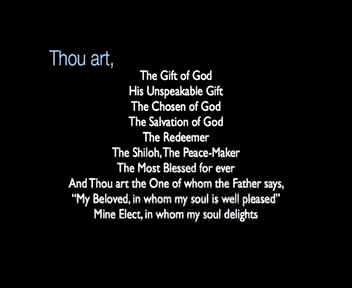 Thou art,
The Gift of God
His Unspeakable Gift
The Chosen of God
The Salvation of God
The Redeemer
The Shiloh, The Peace-Maker
The Most Blessed for ever
And Thou art the One of whom the Father says,
“My Beloved, in whom my soul is well pleased”
Mine Elect, in whom my soul delights